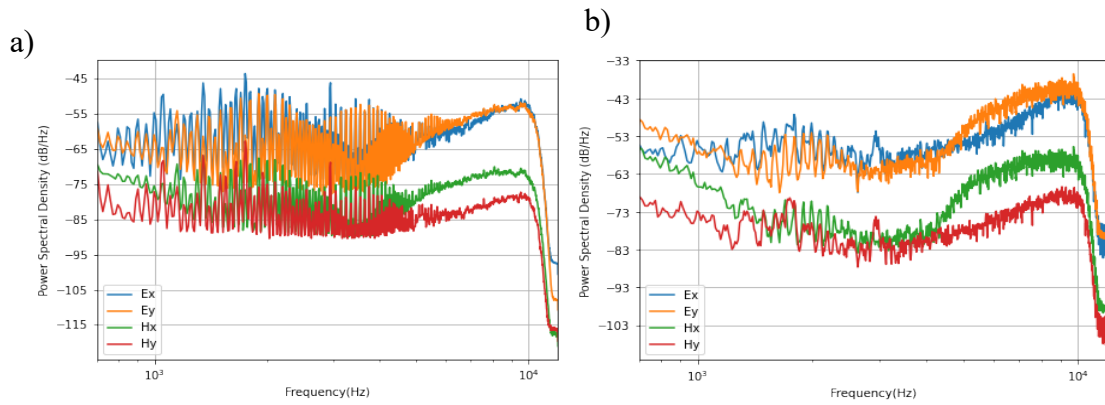 a)
Power Spectral Density (dB/Hz)
−45
−55
−65
−75
−85
−95
−105
−115
Ex
Ey
Hx
Hy
10³
10⁴
Frequency(Hz)
b)
Power Spectral Density (dB/Hz)
−33
−43
−53
−63
−73
−83
−93
−103
Ex
Ey
Hx
Hy
10³
10⁴
Frequency(Hz)